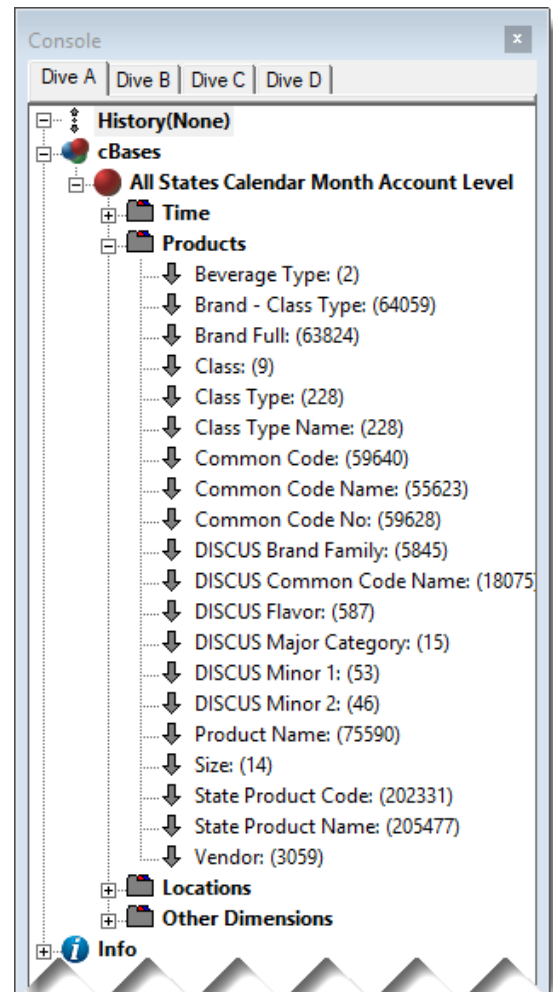 Console
x
Dive A Dive B Dive C Dive D
History(None)
cBases
All States Calendar Month Account Level
Time
Products
Beverage Type: (2)
Brand - Class Type: (64059)
Brand Full: (63824)
Class: (9)
Class Type: (228)
Class Type Name: (228)
Common Code: (59640)
Common Code Name: (55623)
Common Code No: (59628)
DISCUS Brand Family: (5845)
DISCUS Common Code Name: (18075)
DISCUS Flavor: (587)
DISCUS Major Category: (15)
DISCUS Minor 1: (53)
DISCUS Minor 2: (46)
Product Name: (75590)
Size: (14)
State Product Code: (202331)
State Product Name: (205477)
Vendor: (3059)
Locations
Other Dimensions
i Info